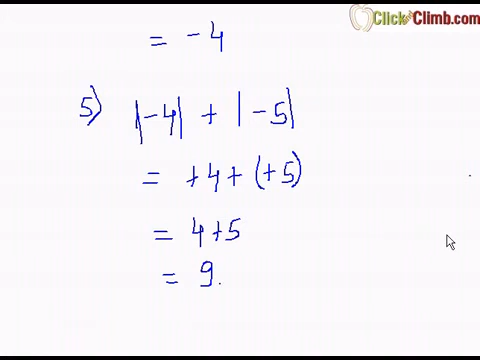 ClickClimb.com
= -4
5) |-4| + |-5|
= +4 + (+5)
= 4+5
= 9.